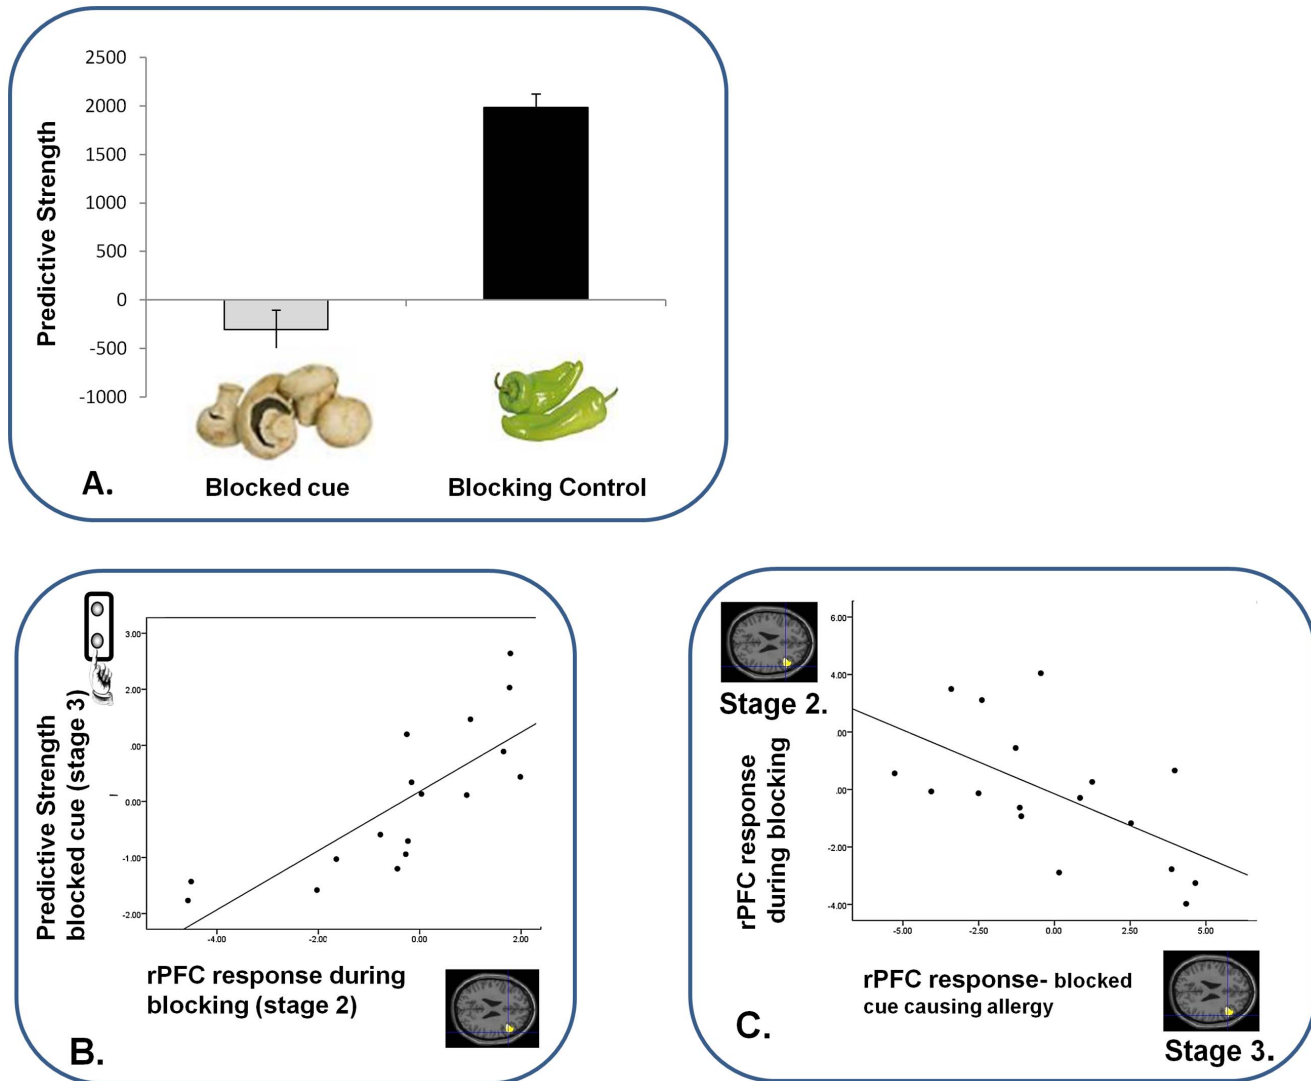 2500
2000
1500
1000
500
0
-500
-1000
Predictive Strength
Blocked cue
Blocking Control
A.
3.00
2.00
.00
0.00
-1.00
-2.00
Predictive Strength
blocked cue (stage 3)
-4.00
-2.00
0.00
2.00
rPFC response during
blocking (stage 2)
B.
Stage 2.
6.00
4.00
.00
.00
-2.00
-4.00
rPFC response
during blocking
-5.00
-2.50
0.00
2.50
5.00
rPFC response- blocked
cue causing allergy
C.
Stage 3.